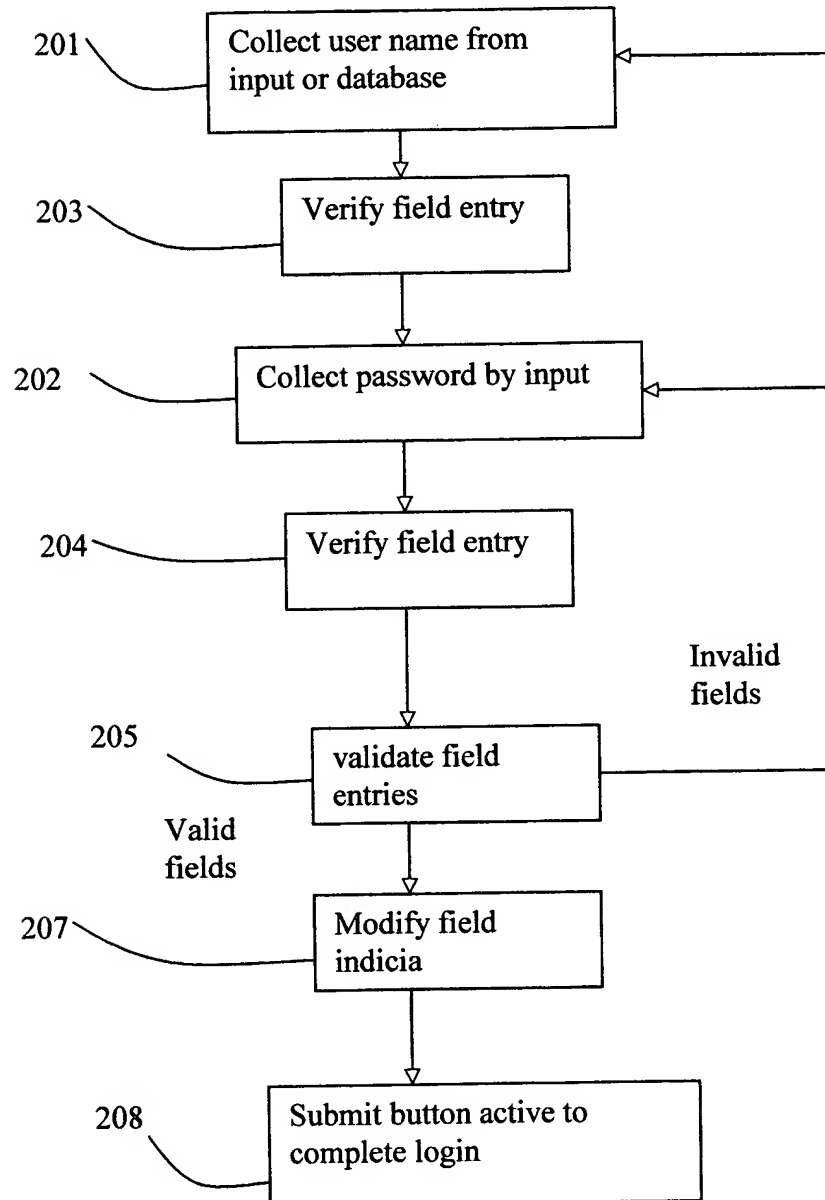 201
Collect user name from
input or database
203
Verify field entry
202
Collect password by input
204
Verify field entry
Invalid
fields
205
validate field
entries
Valid
fields
207
Modify field
indicia
208
Submit button active to
complete login